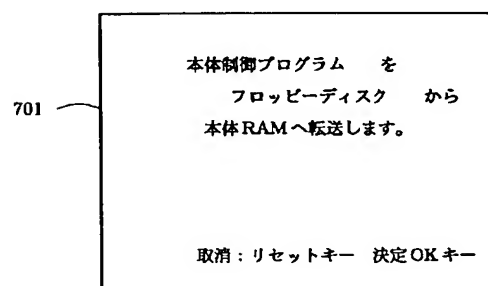 本体制御プログラム を
フロッピーディスク から
701
本体RAMへ転送します。
取消：リセットキー 決定OKキー